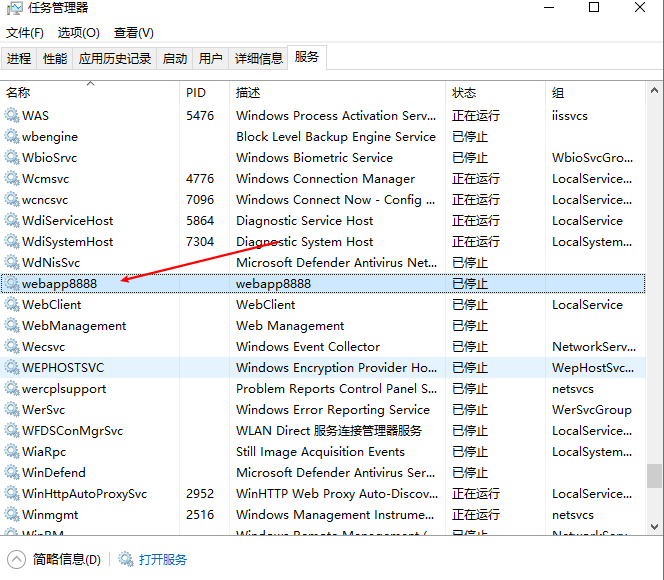 任务管理器
文件(F) 选项(O) 查看(V)
进程 性能 应用历史记录 启动 用户 详细信息 服务
名称 PID 描述 状态 组
WAS 5476 Windows Process Activation Serv... 正在运行 iissvcs
wbengine Block Level Backup Engine Service 已停止
WbioSrvc Windows Biometric Service 已停止 WbioSvcGro...
Wcmsvc 4776 Windows Connection Manager 正在运行 LocalService...
wcncsvc 7096 Windows Connect Now - Config ... 正在运行 LocalService...
WdiServiceHost 5864 Diagnostic Service Host 正在运行 LocalService
WdiSystemHost 7304 Diagnostic System Host 正在运行 LocalSystem...
WdNisSvc Microsoft Defender Antivirus Net... 已停止
webapp8888 webapp8888 已停止
WebClient WebClient 已停止 LocalService
WebManagement Web Management 已停止
Wecsvc Windows Event Collector 已停止 NetworkServ...
WEPHOSTSVC Windows Encryption Provider Ho... 已停止 WepHostSvc...
wercplsupport Problem Reports Control Panel S... 已停止 netsvcs
WerSvc Windows Error Reporting Service 已停止 WerSvcGroup
WFDSConMgrSvc WLAN Direct 服务连接管理器服务 已停止 LocalService...
WiaRpc Still Image Acquisition Events 已停止 LocalSystem...
WinDefend Microsoft Defender Antivirus Ser... 已停止
WinHttpAutoProxySvc 2952 WinHTTP Web Proxy Auto-Discov... 正在运行 LocalService...
Winmgmt 2516 Windows Management Instrume... 正在运行 netsvcs
简略信息(D) 打开服务